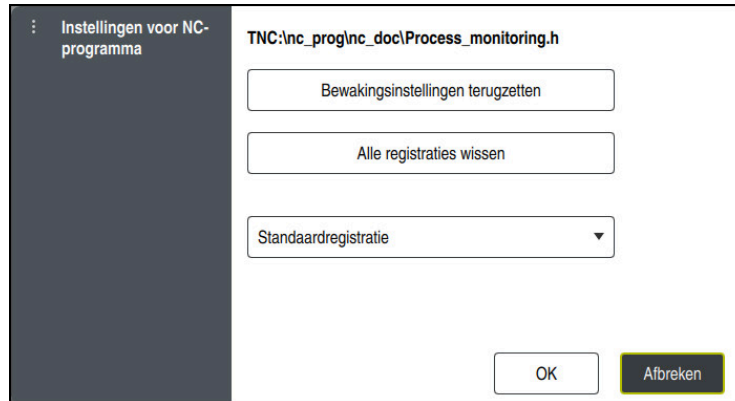 Instellingen voor NC-
programma
TNC:\nc_prog\nc_doc\Process_monitoring.h
Bewakingsinstellingen terugzetten
Alle registraties wissen
Standaardregistratie
OK
Afbreken